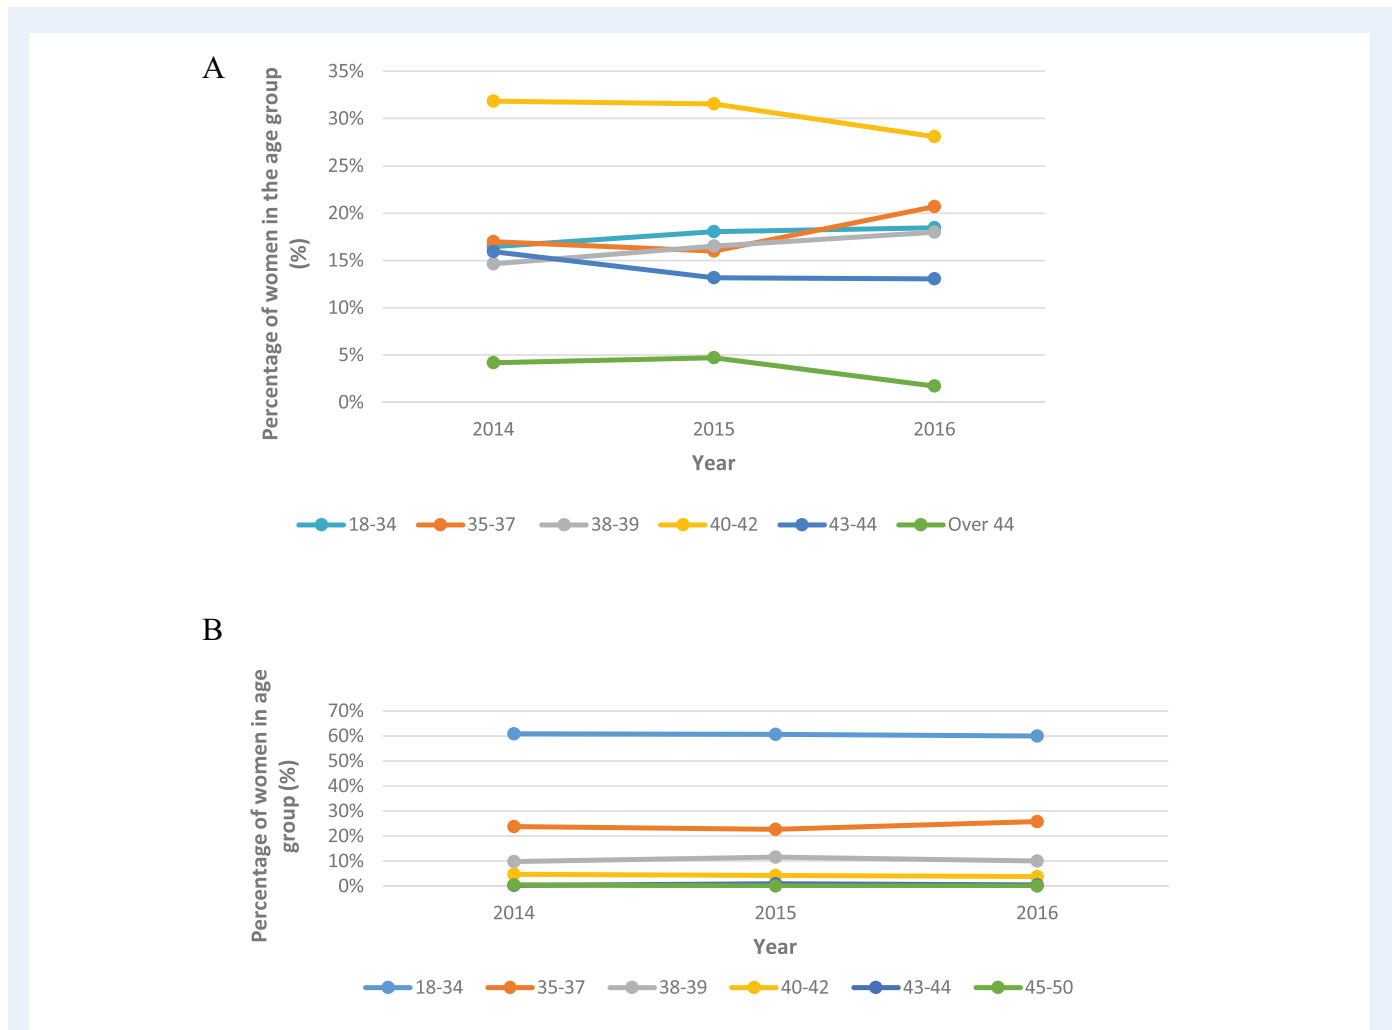 A
Percentage of women in the age group
(%)
35%
30%
25%
20%
15%
10%
5%
0%
2014 2015 2016
Year
18-34 35-37 38-39 40-42 43-44 Over 44
B
Percentage of women in age
group (%)
70%
60%
50%
40%
30%
20%
10%
0%
2014 2015 2016
Year
18-34 35-37 38-39 40-42 43-44 45-50